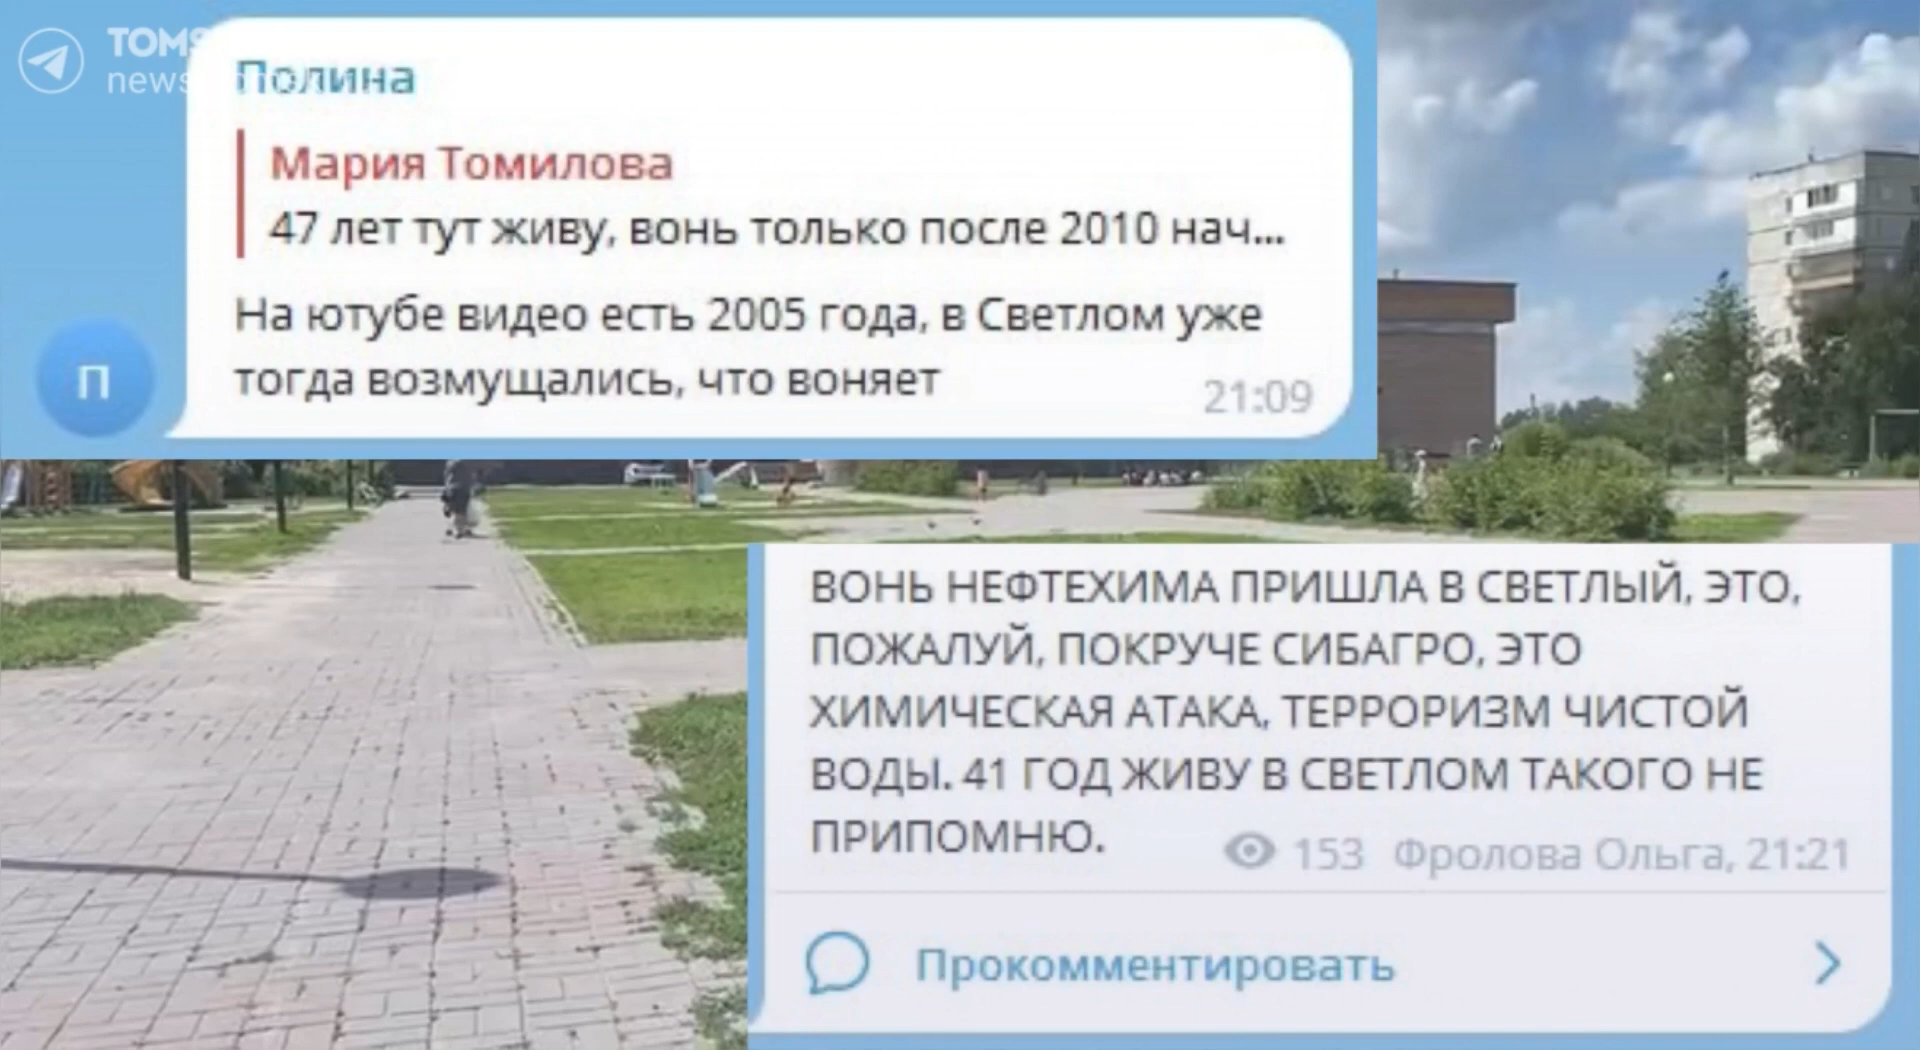 TOMS
news
Полина
Мария Томилова
47 лет тут живу, вонь только после 2010 нач...
На ютубе видео есть 2005 года, в Светлом уже
тогда возмущались, что воняет
21:09
П
ВОНЬ НЕФТЕХИМА ПРИШЛА В СВЕТЛЫЙ, ЭТО,
ПОЖАЛУЙ, ПОКРУЧЕ СИБАГРО, ЭТО
ХИМИЧЕСКАЯ АТАКА, ТЕРРОРИЗМ ЧИСТОЙ
ВОДЫ. 41 ГОД ЖИВУ В СВЕТЛОМ ТАКОГО НЕ
ПРИПОМНЮ.
153 Фролова Ольга, 21:21
Прокомментировать